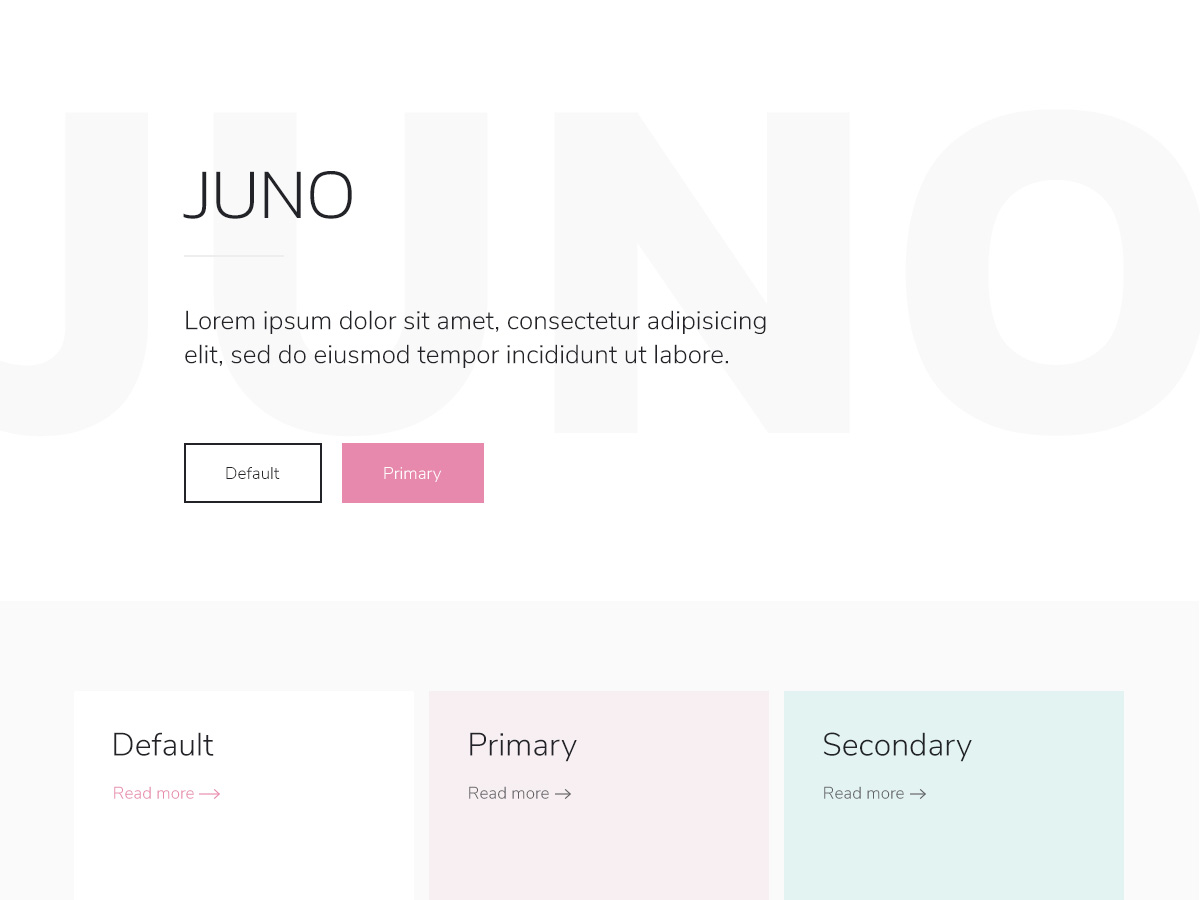 JUNO
JUNO
Lorem ipsum dolor sit amet, consectetur adipisicing
elit, sed do eiusmod tempor incididunt ut labore.
Default
Primary
Default
Read more
Primary
Read more
Secondary
Read more